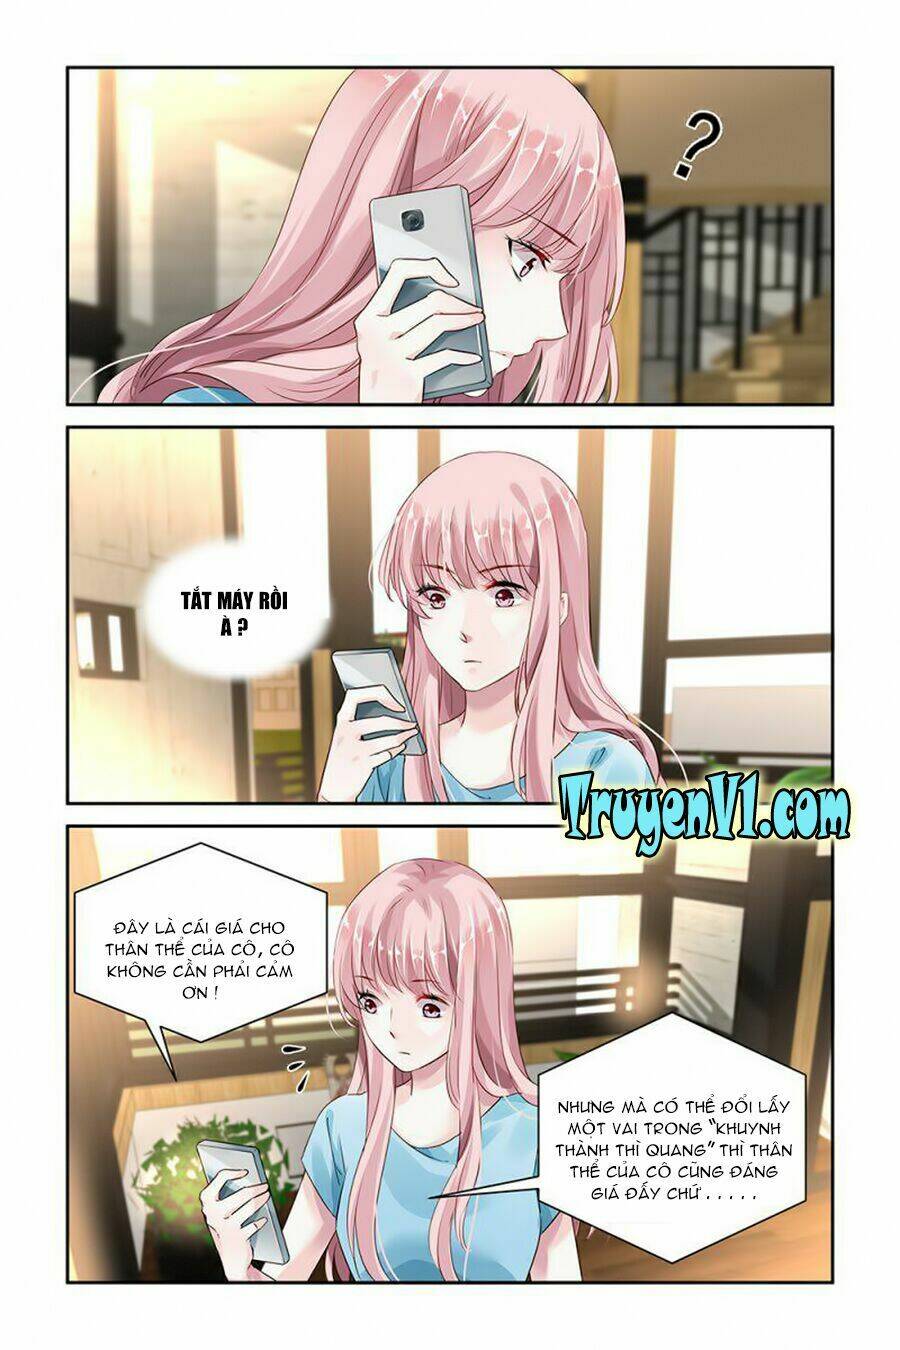 ?
TẮT MÁY RỒI
À ?
TruyenV1.com
ĐÂY LÀ CÁI GIÁ CHO
THÂN THỂ CỦA CÔ, CÔ
KHÔNG CẦN PHẢI CẢM
ƠN !
NHƯNG MÀ CÓ THỂ ĐỔI LẤY
MỘT VAI TRONG "KHUYNH
THÀNH THÌ QUANG" THÌ THÂN
THỂ CỦA CÔ CŨNG ĐÁNG
GIÁ ĐẤY CHỨ . . . . .